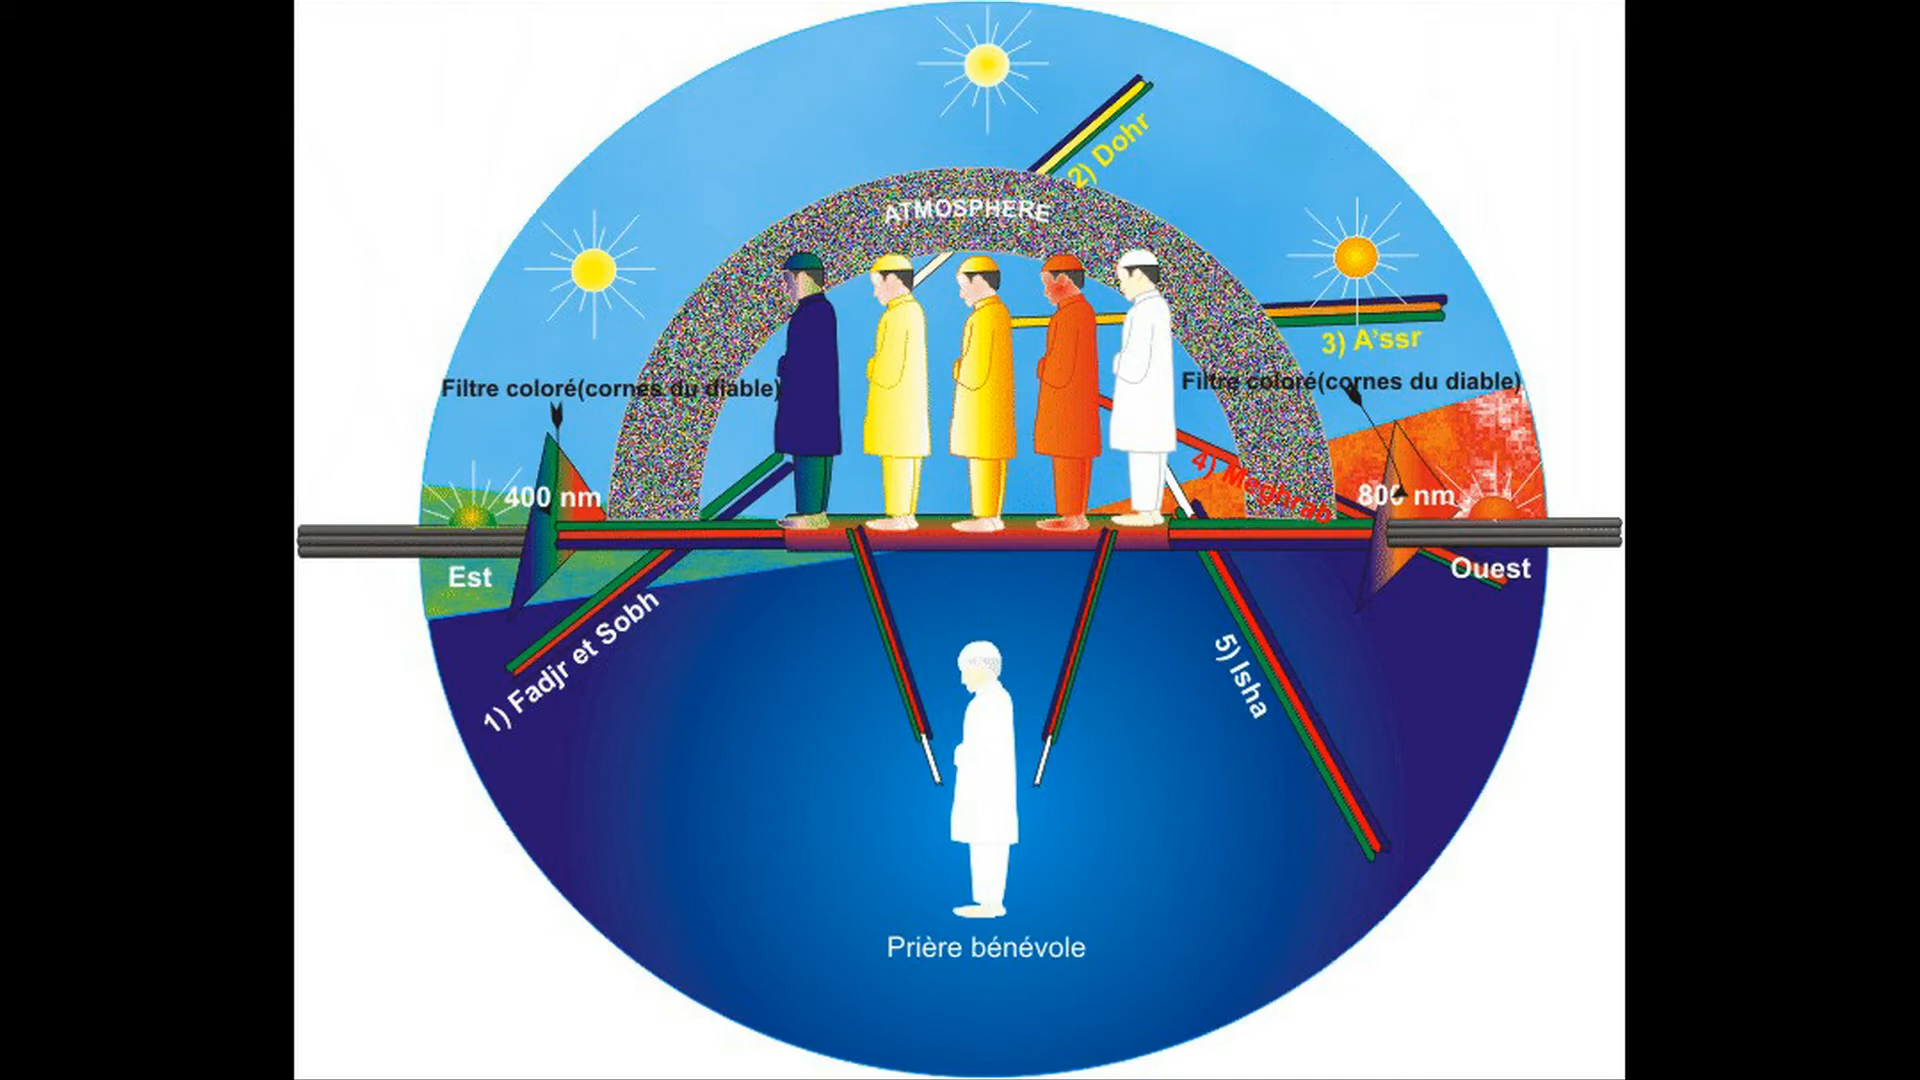 2) Dohr
ATMOSPHERE
3) A'ssr
Filtre coloré(cornes du diable)
Filtre coloré(cornes du diable)
4) Meghrab
400 nm
800 nm
Est
Ouest
1) Fadjr et Sobh
5) Isha
Prière bénévole